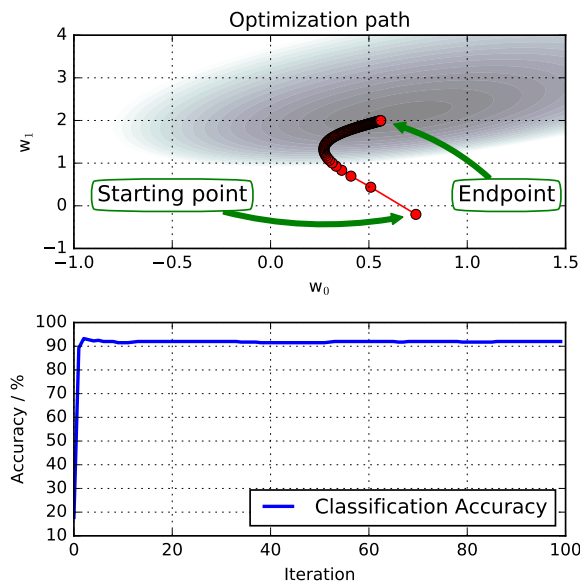 Optimization path
4
3
2
1
0
−1
w1
Starting point
Endpoint
−1.0 −0.5 0.0 0.5 1.0 1.5
w0
100
90
80
70
60
50
40
30
20
10
Accuracy / %
Classification Accuracy
0 20 40 60 80 100
Iteration